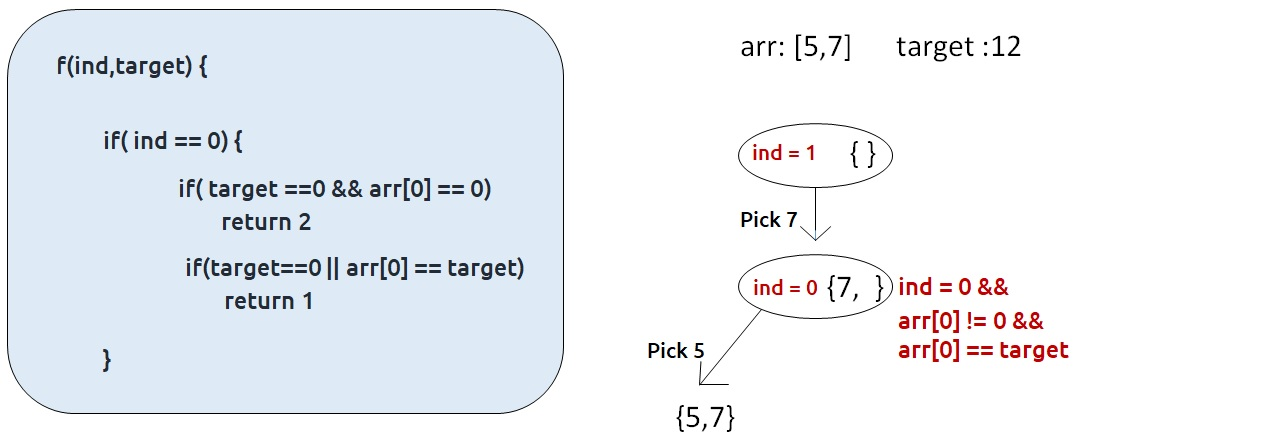 f(ind,target) {
if( ind == 0) {
if( target ==0 && arr[0] == 0)
return 2
if(target==0 || arr[0] == target)
return 1
}
arr: [5,7] target :12
ind = 1 { }
Pick 7
ind = 0 {7, }
ind = 0 &&
arr[0] != 0 &&
arr[0] == target
Pick 5
{5,7}